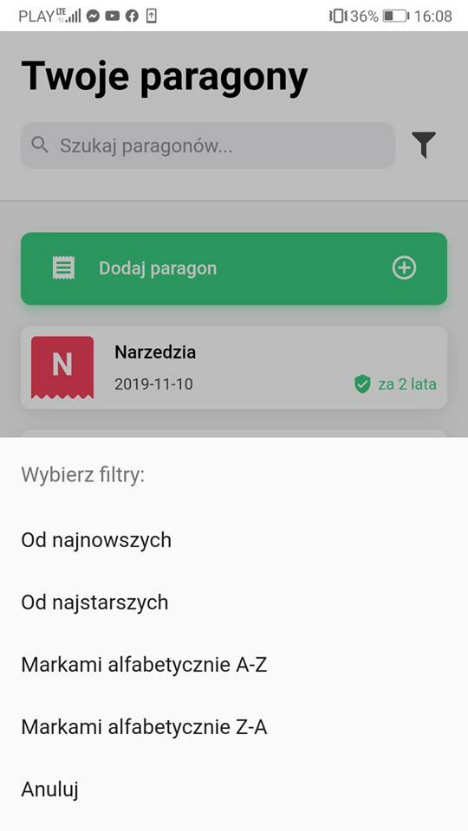 PLAY LTE 36% 16:08
Twoje paragony
Szukaj paragonów...
Dodaj paragon
N
Narzedzia
2019-11-10
za 2 lata
Wybierz filtry:
Od najnowszych
Od najstarszych
Markami alfabetycznie A-Z
Markami alfabetycznie Z-A
Anuluj